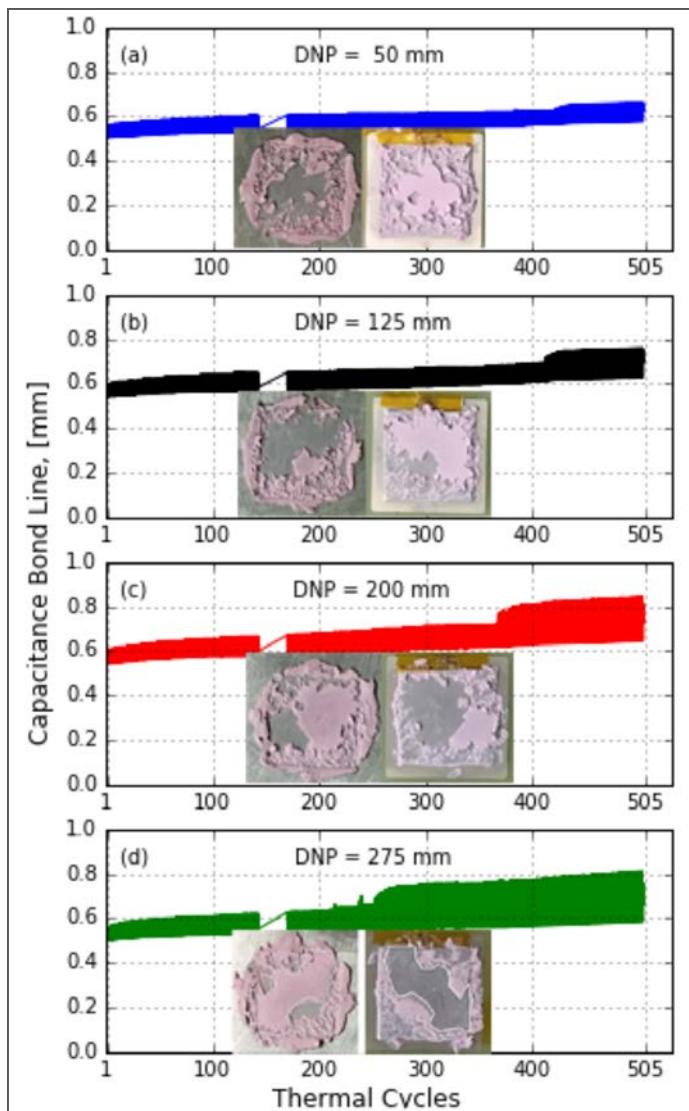 1.0
(a) DNP = 50 mm
0.8
0.6
0.4
0.2
0.0
1 100 200 300 400 505
1.0
(b) DNP = 125 mm
0.8
0.6
0.4
0.2
0.0
1 100 200 300 400 505
Capacitance Bond Line, [mm]
1.0
(c) DNP = 200 mm
0.8
0.6
0.4
0.2
0.0
1 100 200 300 400 505
1.0
(d) DNP = 275 mm
0.8
0.6
0.4
0.2
0.0
1 100 200 300 400 505
Thermal Cycles